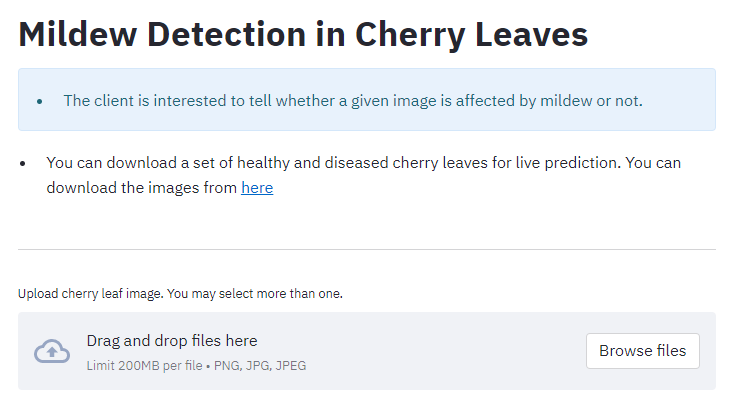 Mildew Detection in Cherry Leaves
• The client is interested to tell whether a given image is affected by mildew or not.
• You can download a set of healthy and diseased cherry leaves for live prediction. You can
download the images from here
Upload cherry leaf image. You may select more than one.
Drag and drop files here
Limit 200MB per file • PNG, JPG, JPEG
Browse files